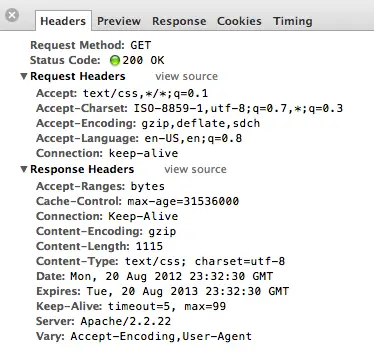 Headers Preview Response Cookies Timing
Request Method: GET
Status Code: 200 OK
▼Request Headers view source
Accept: text/css,*/*;q=0.1
Accept-Charset: ISO-8859-1,utf-8;q=0.7,*;q=0.3
Accept-Encoding: gzip,deflate,sdch
Accept-Language: en-US,en;q=0.8
Connection: keep-alive
▼Response Headers view source
Accept-Ranges: bytes
Cache-Control: max-age=31536000
Connection: Keep-Alive
Content-Encoding: gzip
Content-Length: 1115
Content-Type: text/css; charset=utf-8
Date: Mon, 20 Aug 2012 23:32:30 GMT
Expires: Tue, 20 Aug 2013 23:32:30 GMT
Keep-Alive: timeout=5, max=99
Server: Apache/2.2.22
Vary: Accept-Encoding,User-Agent